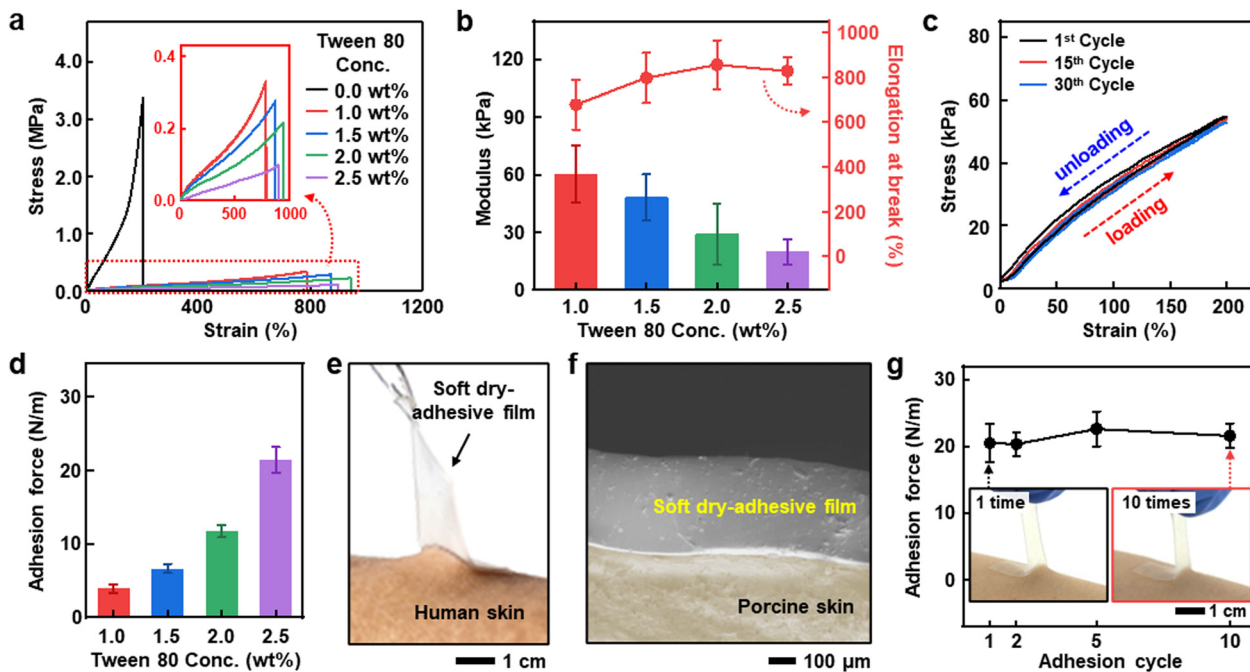 a
Stress (MPa)
4.0
3.0
2.0
1.0
0.0
0.4
0.2
0.0
0
500
1000
Tween 80
Conc.
0.0 wt%
1.0 wt%
1.5 wt%
2.0 wt%
2.5 wt%
0
400
800
1200
Strain (%)
b
Modulus (kPa)
120
90
60
30
0
1000
800
600
400
200
0
Elongation at break (%)
1.0
1.5
2.0
2.5
Tween 80 Conc. (wt%)
c
Stress (kPa)
80
60
40
20
0
1st Cycle
15th Cycle
30th Cycle
unloading
loading
0
50
100
150
200
Strain (%)
d
Adhesion force (N/m)
30
20
10
0
1.0
1.5
2.0
2.5
Tween 80 Conc. (wt%)
e
Soft dry-
adhesive film
Human skin
1 cm
f
Soft dry-adhesive film
Porcine skin
100 µm
g
Adhesion force (N/m)
30
20
10
0
1 time
10 times
1 cm
1
2
5
10
Adhesion cycle